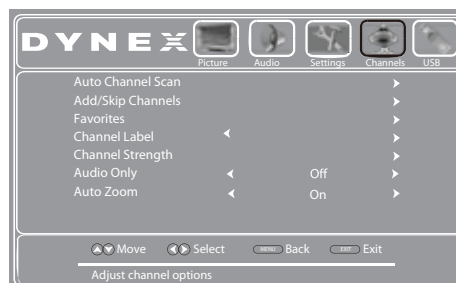 DYNEX
Picture Audio Settings Channels USB
Auto Channel Scan
Add/Skip Channels
Favorites
Channel Label
Channel Strength
Audio Only Off
Auto Zoom On
Move Select MENU Back EXIT Exit
Adjust channel options